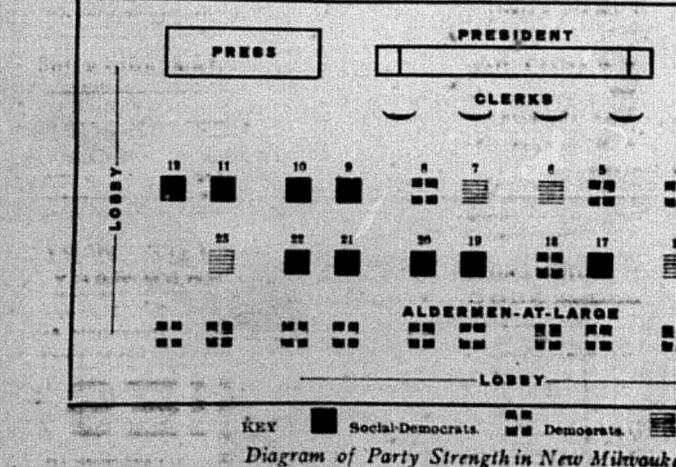 PRESS
PRESIDENT
CLERKS
12 11 10 9 8 7 6 5
LOBBY
23 22 21 20 19 18 17
ALDERMEN-AT-LARGE
LOBBY
KEY Social-Democrats. Democrats.
Diagram of Party Strength in New